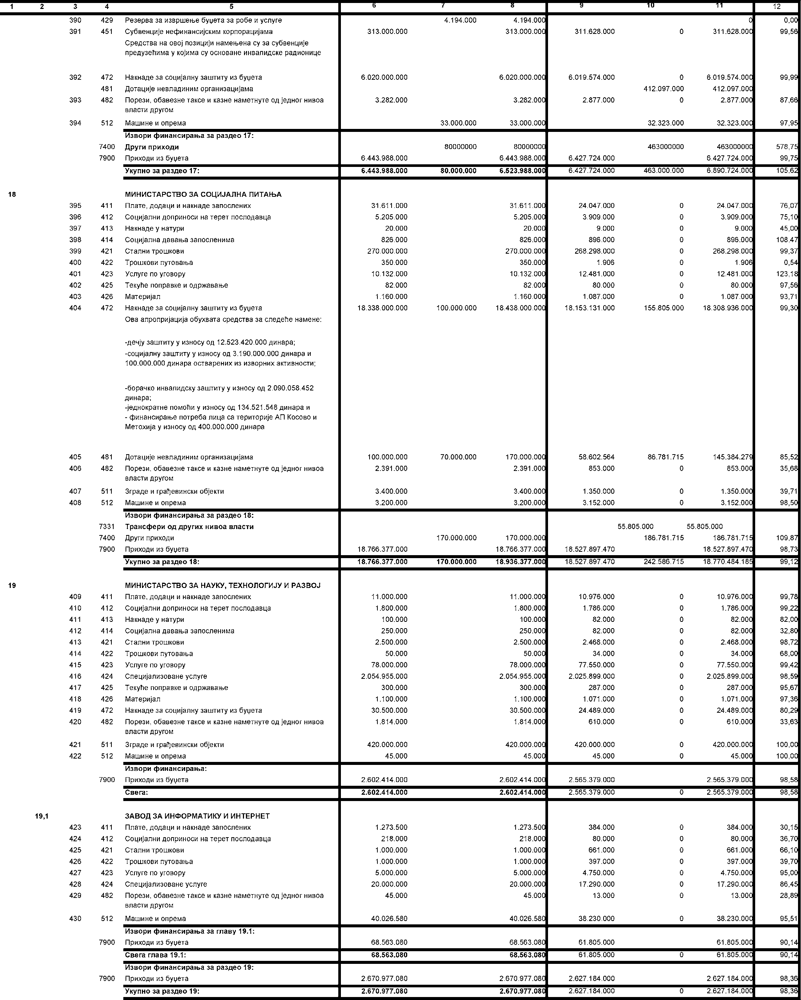 1 2 3 4 5 6 7 8 9 10 11 12
390 429 Резерва за извршење буџета за робе и услуге 4.194.000 4.194.000 0 0,00
391 451 Субвенције нефинансијским корпорацијама 313.000.000 313.000.000 311.628.000 0 311.628.000 99,56
Средства на овој позицији намењена су за субвенције
предузећима у којима су основане инвалидске радионице
392 472 Накнаде за социјалну заштиту из буџета 6.020.000.000 6.020.000.000 6.019.574.000 0 6.019.574.000 99,99
481 Дотације невладиним организацијама 412.097.000 412.097.000
393 482 Порези, обавезне таксе и казне наметнуте од једног нивоа 3.282.000 3.282.000 2.877.000 0 2.877.000 87,66
власти другом
394 512 Машине и опрема 33.000.000 33.000.000 32.323.000 32.323.000 97,95
Извори финансирања за раздео 17:
7400 Други приходи 80000000 80000000 463000000 463000000 578,75
7900 Приходи из буџета 6.443.988.000 6.443.988.000 6.427.724.000 6.427.724.000 99,75
Укупно за раздео 17: 6.443.988.000 80.000.000 6.523.988.000 6.427.724.000 463.000.000 6.890.724.000 105,62
18 МИНИСТАРСТВО ЗА СОЦИЈАЛНА ПИТАЊА
395 411 Плате, додаци и накнаде запослених 31.611.000 31.611.000 24.047.000 0 24.047.000 76,07
396 412 Социјални доприноси на терет послодавца 5.205.000 5.205.000 3.909.000 0 3.909.000 75,10
397 413 Накнаде у натури 20.000 20.000 9.000 0 9.000 45,00
398 414 Социјална давања запосленима 826.000 826.000 896.000 0 896.000 108,47
399 421 Стални трошкови 270.000.000 270.000.000 268.298.000 0 268.298.000 99,37
400 422 Трошкови путовања 350.000 350.000 1.906 0 1.906 0,54
401 423 Услуге по уговору 10.132.000 10.132.000 12.481.000 0 12.481.000 123,18
402 425 Текуће поправке и одржавање 82.000 82.000 80.000 0 80.000 97,56
403 426 Материјал 1.160.000 1.160.000 1.087.000 0 1.087.000 93,71
404 472 Накнаде за социјалну заштиту из буџета 18.338.000.000 100.000.000 18.438.000.000 18.153.131.000 155.805.000 18.308.936.000 99,30
Ова апропријација обухвата средства за следеће намене:
-дечју заштиту у износу од 12.523.420.000 динара;
-социјалну заштиту у износу од 3.190.000.000 динара и
100.000.000 динара остварених из изворних активности;
-борачко инвалидску заштиту у износу од 2.090.058.452
динара;
-једнократне помоћи у износу од 134.521.548 динара и
- финансирање потреба лица са територије АП Косово и
Метохија у износу од 400.000.000 динара
405 481 Дотације невладиним организацијама 100.000.000 70.000.000 170.000.000 58.602.564 86.781.715 145.384.279 85,52
406 482 Порези, обавезне таксе и казне наметнуте од једног нивоа 2.391.000 2.391.000 853.000 0 853.000 35,68
власти другом
407 511 Зграде и грађевински објекти 3.400.000 3.400.000 1.350.000 0 1.350.000 39,71
408 512 Машине и опрема 3.200.000 3.200.000 3.152.000 0 3.152.000 98,50
Извори финансирања за раздео 18:
7331 Трансфери од других нивоа власти 55.805.000 55.805.000
7400 Други приходи 170.000.000 170.000.000 186.781.715 186.781.715 109,87
7900 Приходи из буџета 18.766.377.000 18.766.377.000 18.527.897.470 18.527.897.470 98,73
Укупно за раздео 18: 18.766.377.000 170.000.000 18.936.377.000 18.527.897.470 242.586.715 18.770.484.185 99,12
19 МИНИСТАРСТВО ЗА НАУКУ, ТЕХНОЛОГИЈУ И РАЗВОЈ
409 411 Плате, додаци и накнаде запослених 11.000.000 11.000.000 10.976.000 0 10.976.000 99,78
410 412 Социјални доприноси на терет послодавца 1.800.000 1.800.000 1.786.000 0 1.786.000 99,22
411 413 Накнаде у натури 100.000 100.000 82.000 0 82.000 82,00
412 414 Социјална давања запосленима 250.000 250.000 82.000 0 82.000 32,80
413 421 Стални трошкови 2.500.000 2.500.000 2.468.000 0 2.468.000 98,72
414 422 Трошкови путовања 50.000 50.000 34.000 0 34.000 68,00
415 423 Услуге по уговору 78.000.000 78.000.000 77.550.000 0 77.550.000 99,42
416 424 Специјализоване услуге 2.054.955.000 2.054.955.000 2.025.899.000 0 2.025.899.000 98,59
417 425 Текуће поправке и одржавање 300.000 300.000 287.000 0 287.000 95,67
418 426 Материјал 1.100.000 1.100.000 1.071.000 0 1.071.000 97,36
419 472 Накнаде за социјалну заштиту из буџета 30.500.000 30.500.000 24.489.000 0 24.489.000 80,29
420 482 Порези, обавезне таксе и казне наметнуте од једног нивоа 1.814.000 1.814.000 610.000 0 610.000 33,63
власти другом
421 511 Зграде и грађевински објекти 420.000.000 420.000.000 420.000.000 0 420.000.000 100,00
422 512 Машине и опрема 45.000 45.000 45.000 0 45.000 100,00
Извори финансирања:
7900 Приходи из буџета 2.602.414.000 2.602.414.000 2.565.379.000 2.565.379.000 98,58
Свега: 2.602.414.000 2.602.414.000 2.565.379.000 0 2.565.379.000 98,58
19,1 ЗАВОД ЗА ИНФОРМАТИКУ И ИНТЕРНЕТ
423 411 Плате, додаци и накнаде запослених 1.273.500 1.273.500 384.000 0 384.000 30,15
424 412 Социјални доприноси на терет послодавца 218.000 218.000 80.000 0 80.000 36,70
425 421 Стални трошкови 1.000.000 1.000.000 661.000 0 661.000 66,10
426 422 Трошкови путовања 1.000.000 1.000.000 397.000 0 397.000 39,70
427 423 Услуге по уговору 5.000.000 5.000.000 4.750.000 0 4.750.000 95,00
428 424 Специјализоване услуге 20.000.000 20.000.000 17.290.000 0 17.290.000 86,45
429 482 Порези, обавезне таксе и казне наметнуте од једног нивоа 45.000 45.000 13.000 0 13.000 28,89
власти другом
430 512 Машине и опрема 40.026.580 40.026.580 38.230.000 0 38.230.000 95,51
Извори финансирања за главу 19.1:
7900 Приходи из буџета 68.563.080 68.563.080 61.805.000 61.805.000 90,14
Свега глава 19.1: 68.563.080 68.563.080 61.805.000 0 61.805.000 90,14
Извори финансирања за раздео 19:
7900 Приходи из буџета 2.670.977.080 2.670.977.080 2.627.184.000 2.627.184.000 98,36
Укупно за раздео 19: 2.670.977.080 2.670.977.080 2.627.184.000 0 2.627.184.000 98,36